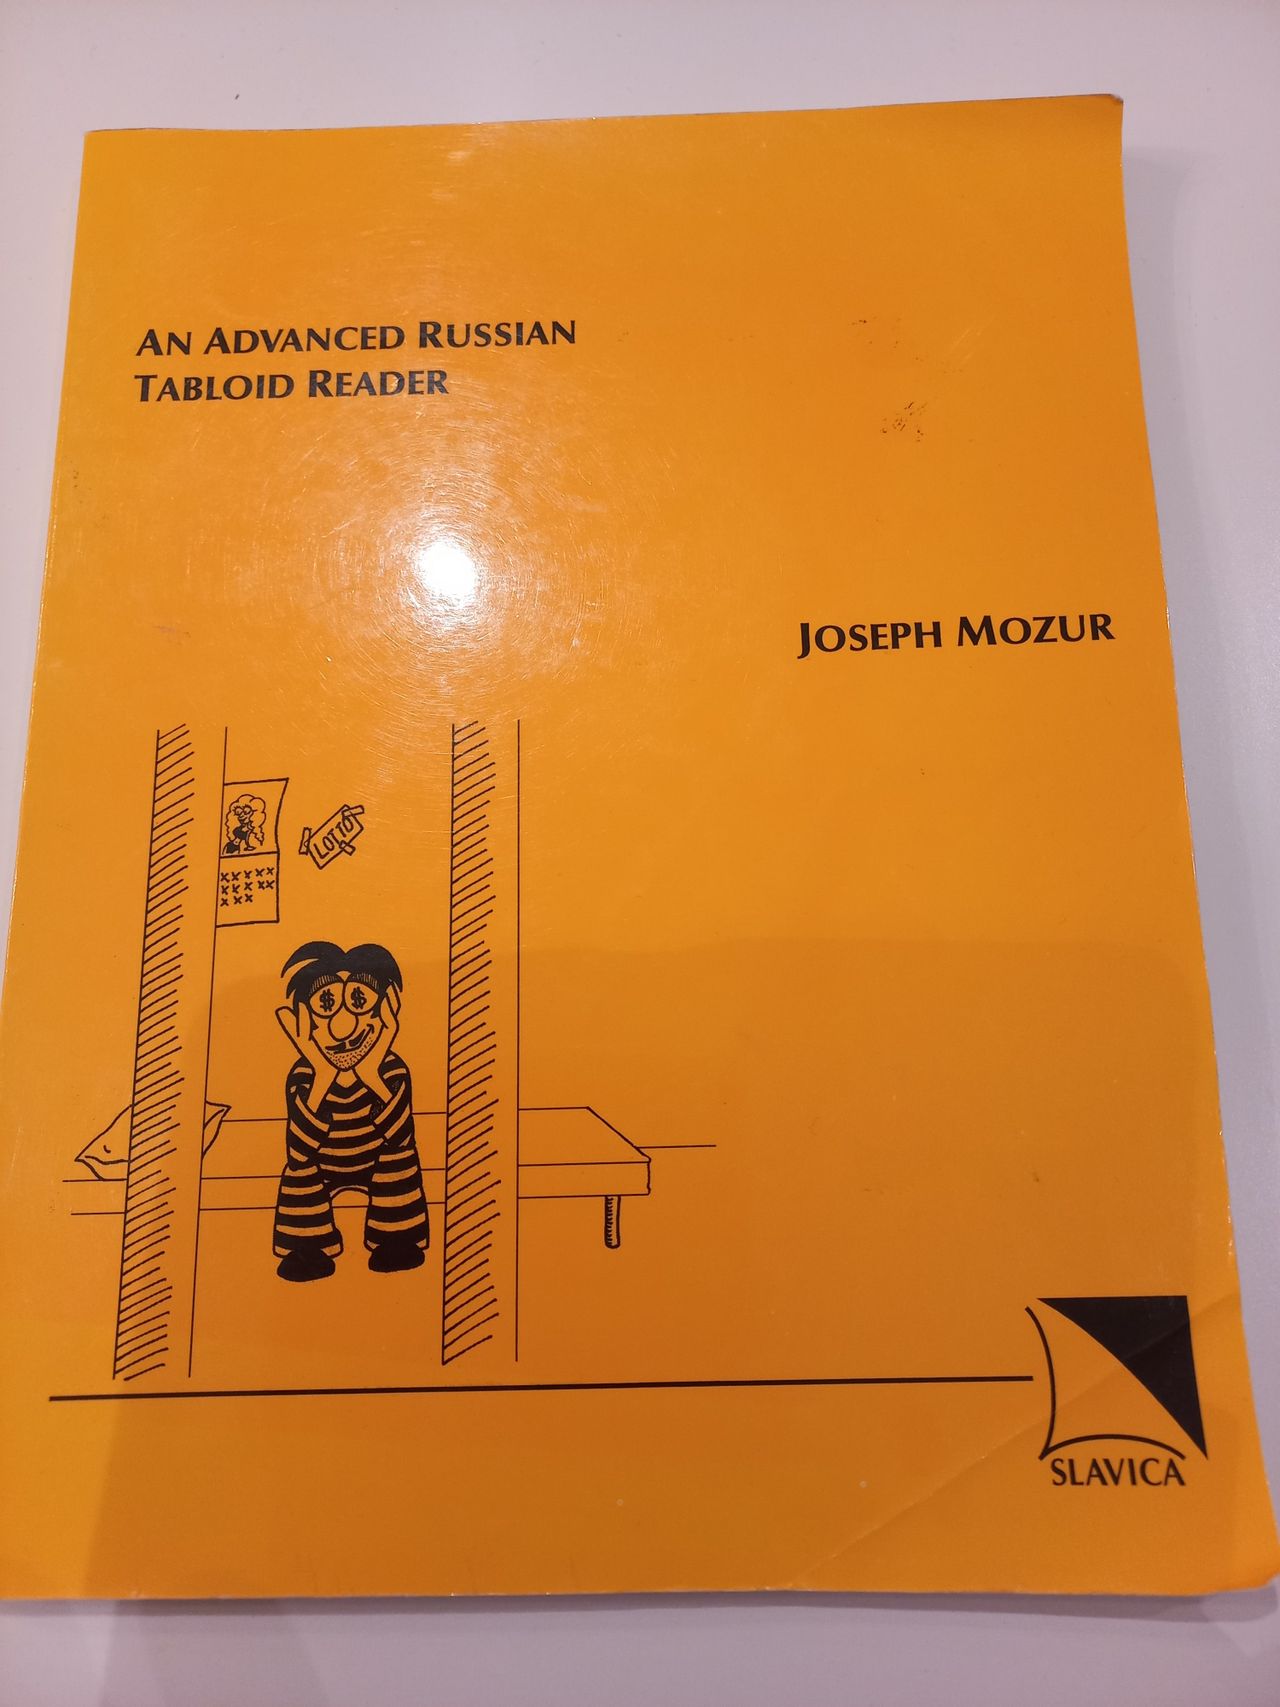 AN ADVANCED RUSSIAN
TABLOID READER
JOSEPH MOZUR
LOTTO
$ $
SLAVICA